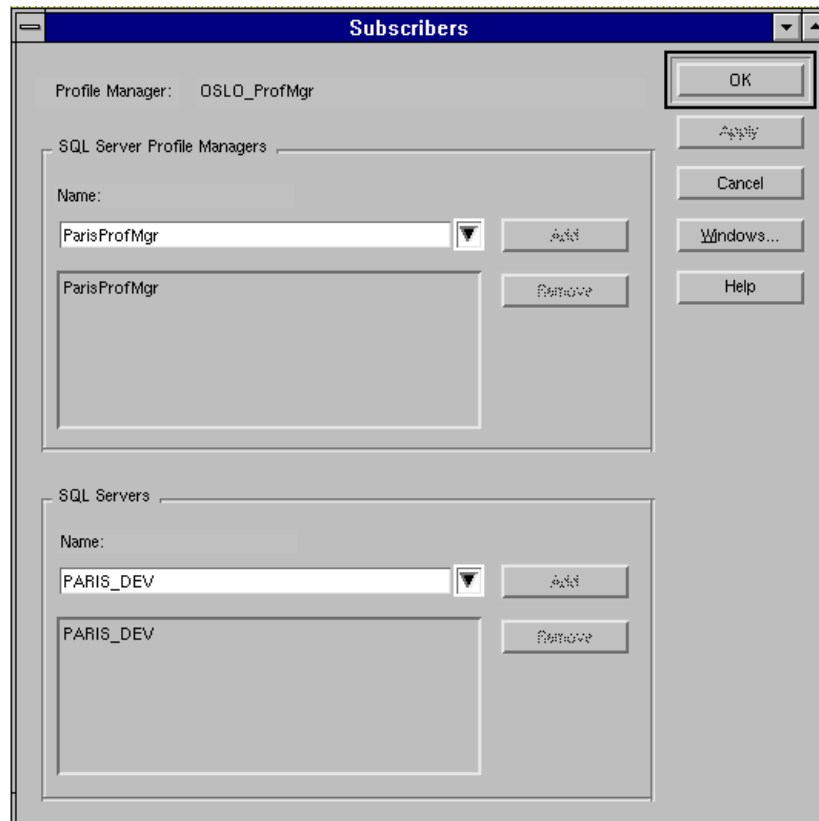 Subscribers
Profile Manager: OSLO_ProfMgr
OK
Apply
Cancel
Windows...
Help
SQL Server Profile Managers
Name:
ParisProfMgr
Add
ParisProfMgr
Remove
SQL Servers
Name:
PARIS_DEV
Add
PARIS_DEV
Remove